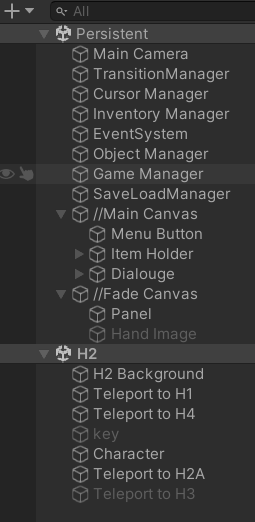 All
Persistent
Main Camera
TransitionManager
Cursor Manager
Inventory Manager
EventSystem
Object Manager
Game Manager
SaveLoadManager
//Main Canvas
Menu Button
Item Holder
Dialouge
//Fade Canvas
Panel
Hand Image
H2
H2 Background
Teleport to H1
Teleport to H4
key
Character
Teleport to H2A
Teleport to H3